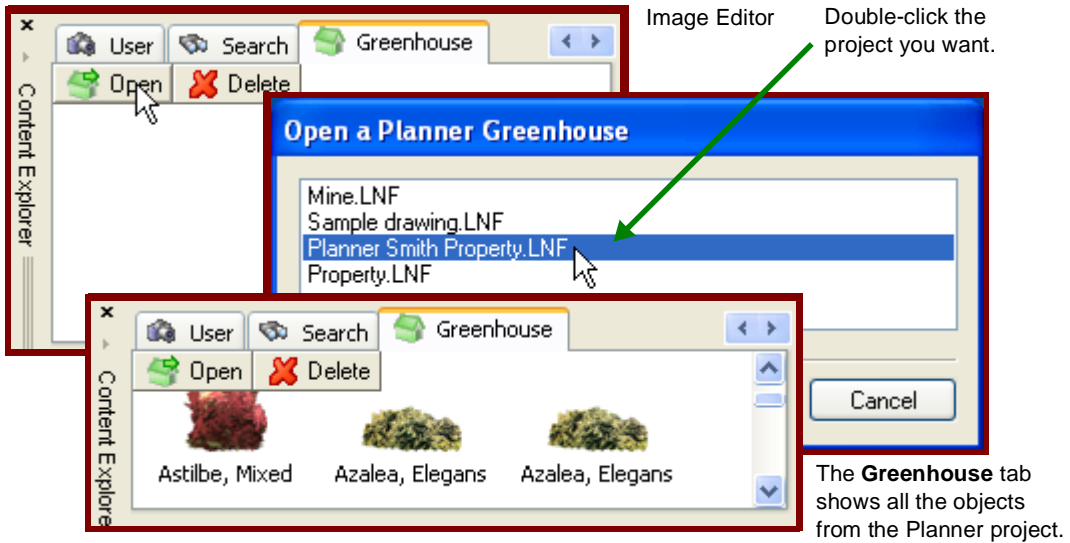 Image Editor
Double-click the
project you want.
User
Search
Greenhouse
Open
Delete
Content Explorer
Open a Planner Greenhouse
Mine.LNF
Sample drawing.LNF
Planner Smith Property.LNF
Property.LNF
Cancel
User
Search
Greenhouse
Open
Delete
Content Explore
Astilbe, Mixed
Azalea, Elegans
Azalea, Elegans
The Greenhouse tab
shows all the objects
from the Planner project.